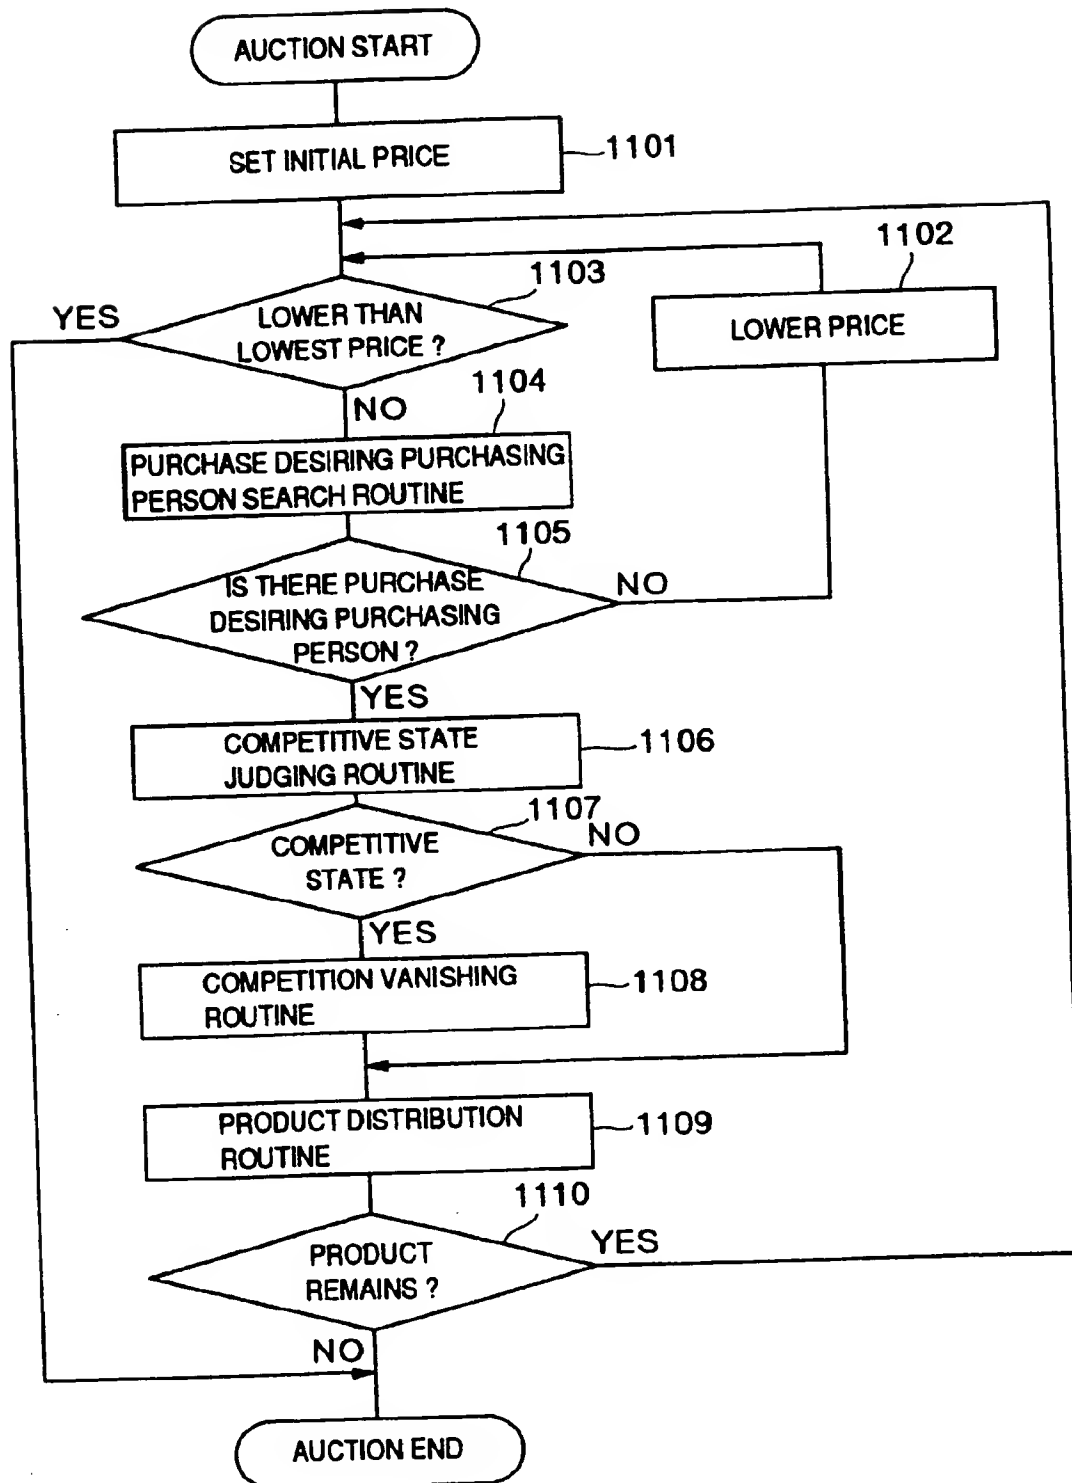 AUCTION START
SET INITIAL PRICE
1101
1102
1103
YES
LOWER THAN
LOWEST PRICE ?
LOWER PRICE
1104
NO
PURCHASE DESIRING PURCHASING
PERSON SEARCH ROUTINE
1105
IS THERE PURCHASE
DESIRING PURCHASING
PERSON ?
NO
YES
COMPETITIVE STATE
JUDGING ROUTINE
1106
1107
NO
COMPETITIVE
STATE ?
YES
COMPETITION VANISHING
ROUTINE
1108
PRODUCT DISTRIBUTION
ROUTINE
1109
1110
PRODUCT
REMAINS ?
YES
NO
AUCTION END